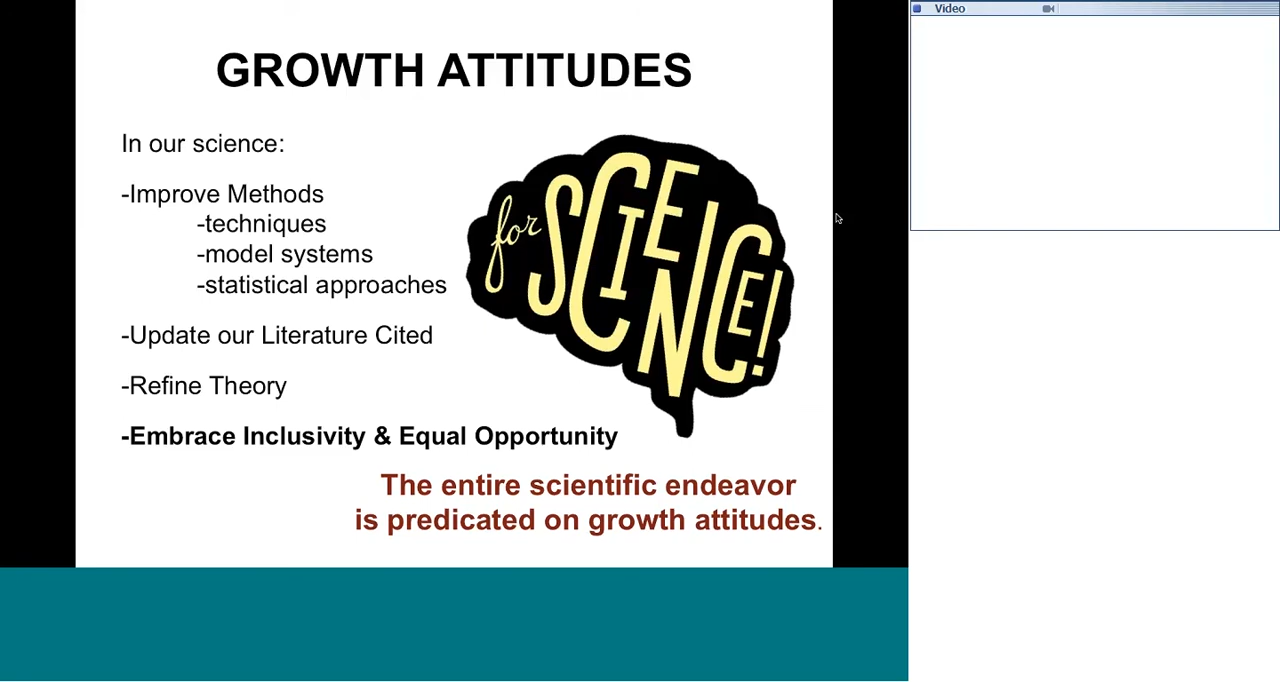 Video
GROWTH ATTITUDES
In our science:
-Improve Methods
-techniques
-model systems
-statistical approaches
-Update our Literature Cited
-Refine Theory
-Embrace Inclusivity & Equal Opportunity
for SCIENCE!
The entire scientific endeavor
is predicated on growth attitudes.